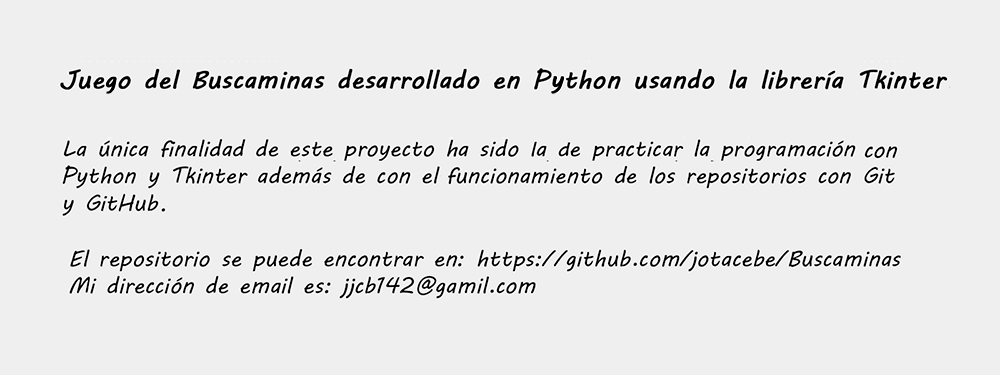 Juego del Buscaminas desarrollado en Python usando la librería Tkinter
La única finalidad de este proyecto ha sido la de practicar la programación con
Python y Tkinter además de con el funcionamiento de los repositorios con Git
y GitHub.
El repositorio se puede encontrar en: https://github.com/jotacebe/Buscaminas
Mi dirección de email es: jjcb142@gamil.com